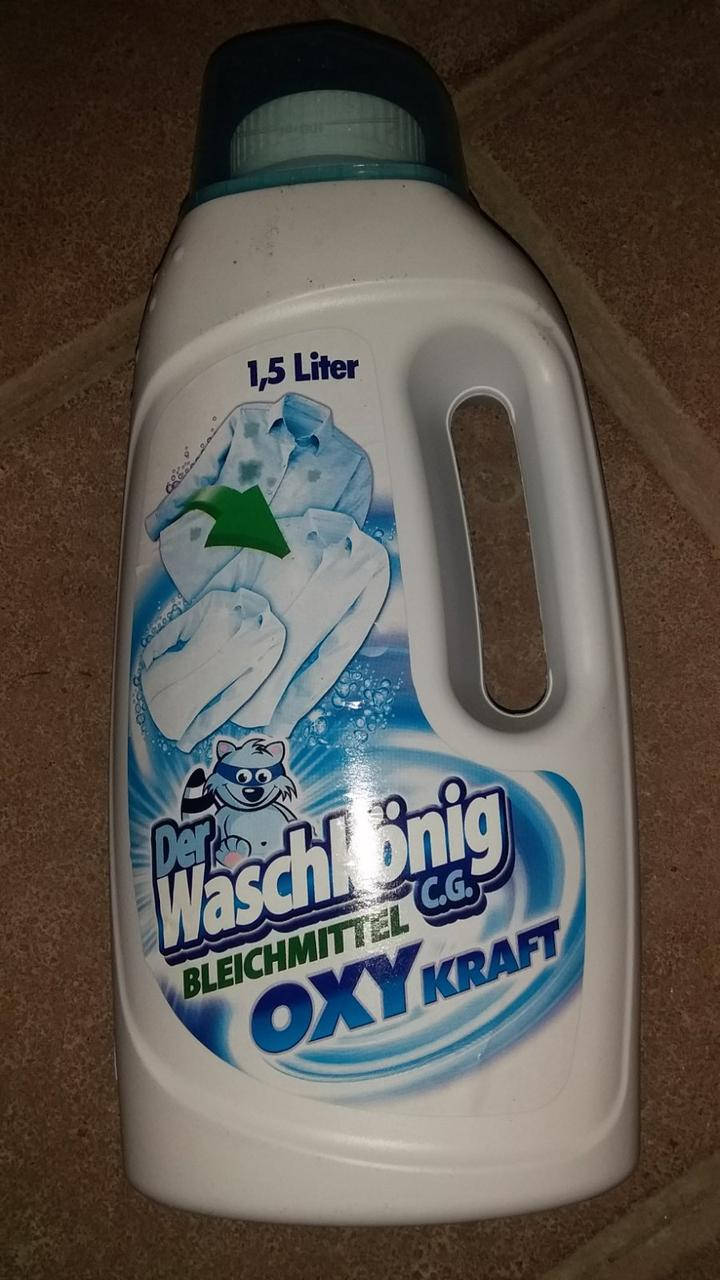 1,5 Liter
Der
Waschkönig
C.G.
BLEICHMITTEL
OXY KRAFT